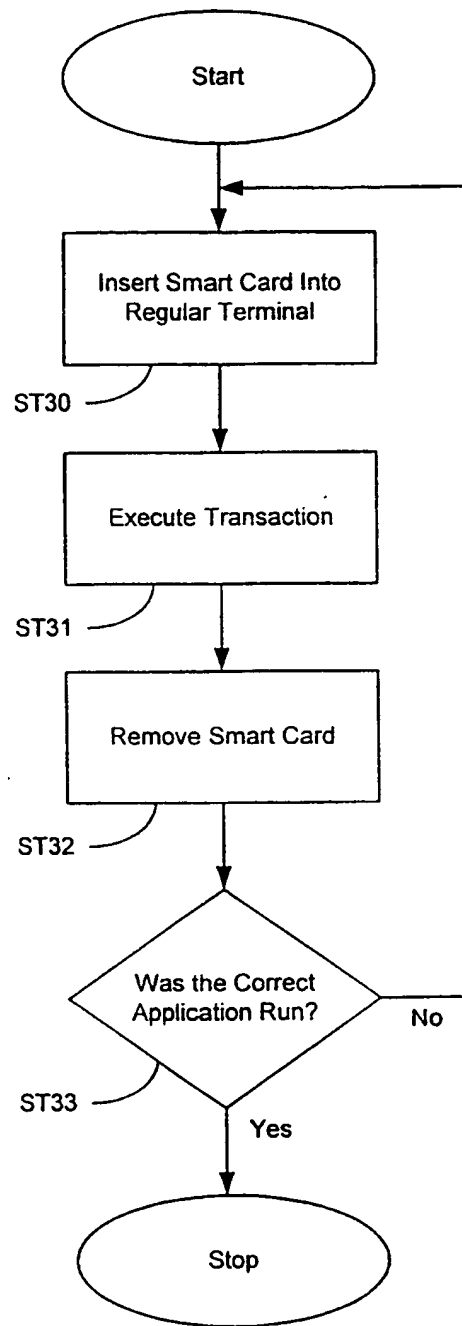 Start
Insert Smart Card Into
Regular Terminal
ST30
Execute Transaction
ST31
Remove Smart Card
ST32
Was the Correct
Application Run?
No
ST33
Yes
Stop